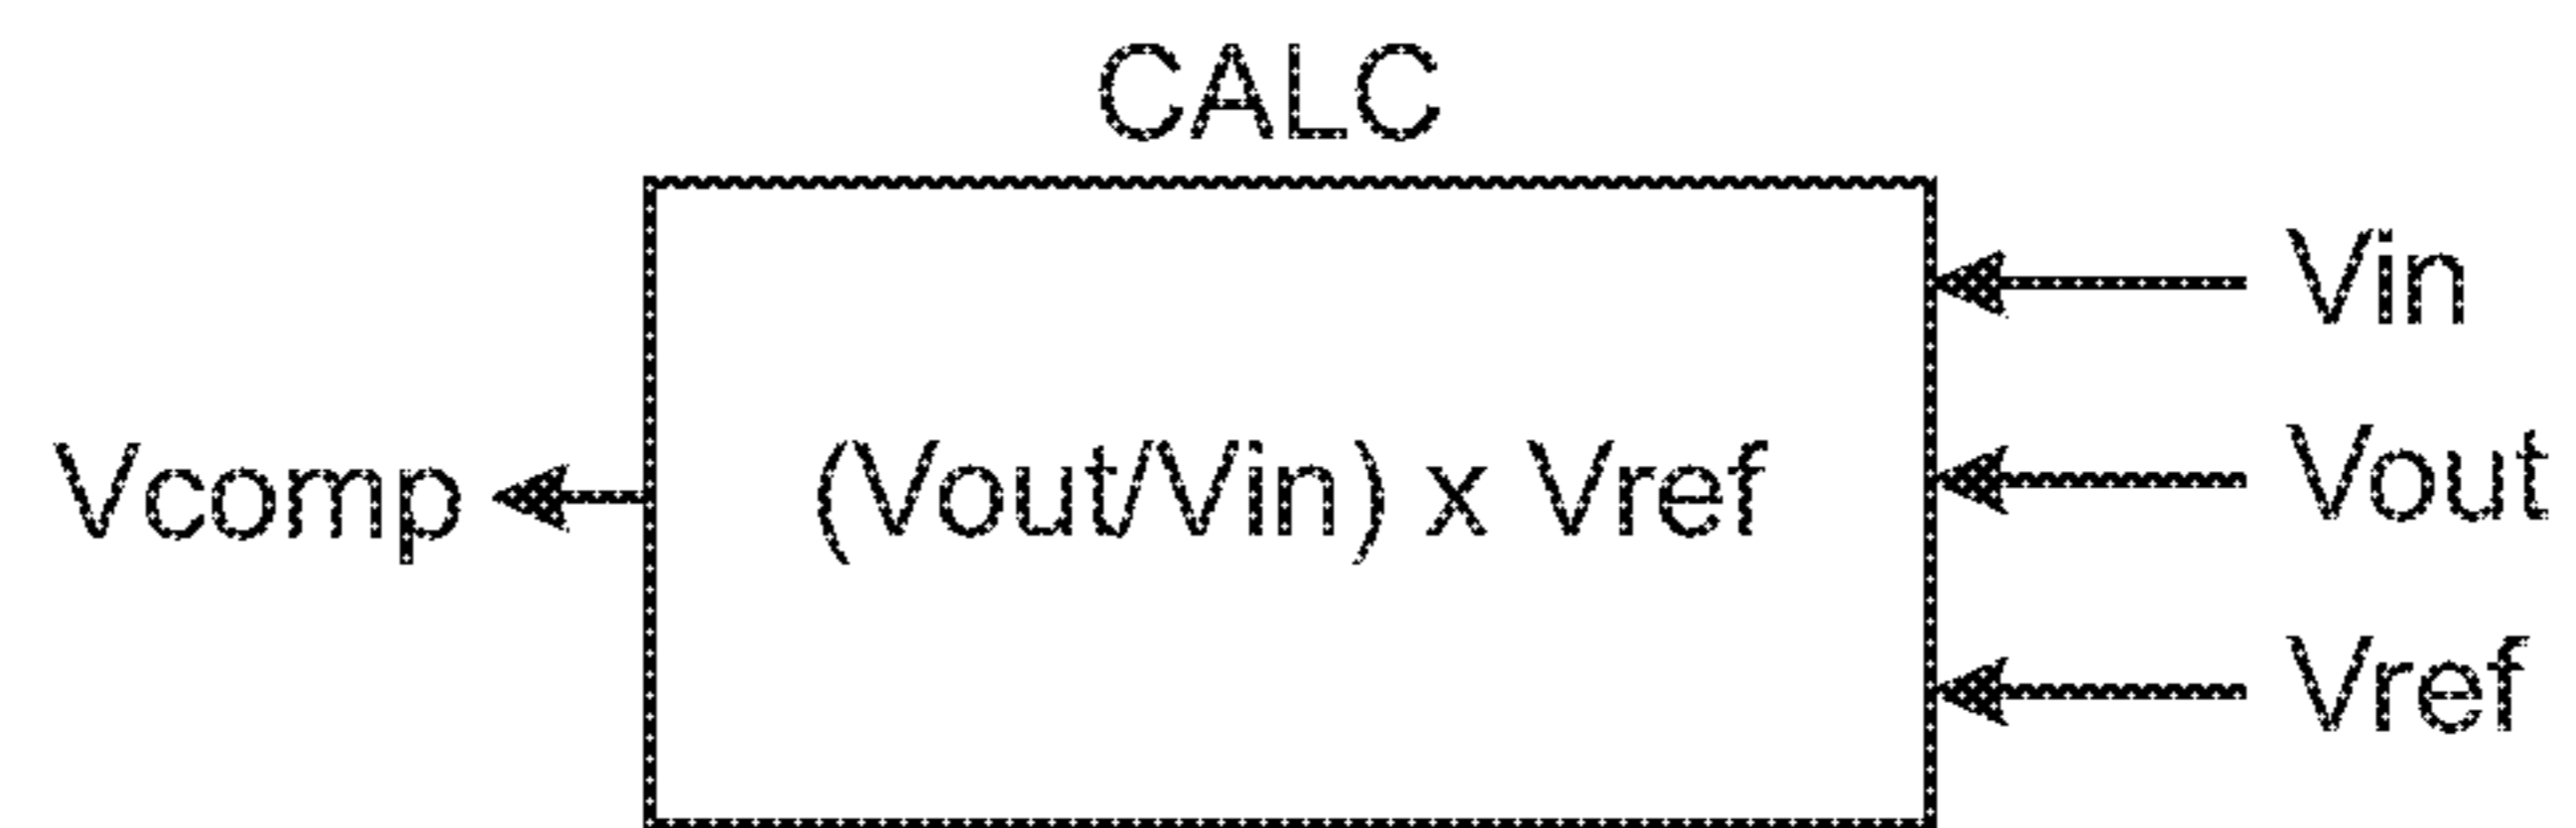 CALC
Vin
Vout
Vcomp
(Vout/Vin) x Vref
Vref